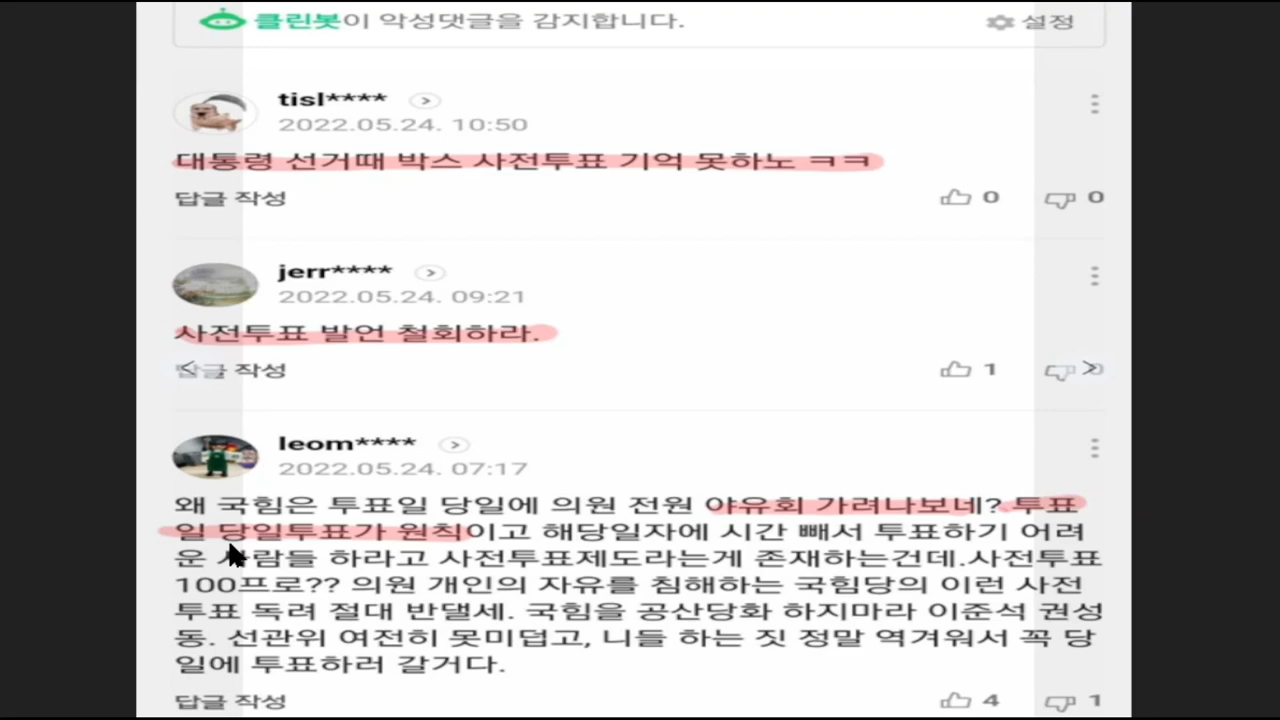 클린봇이 악성댓글을 감지합니다.
설정
tisl****
2022.05.24. 10:50
대통령 선거때 박스 사전투표 기억 못하노 ㅋㅋ
답글 작성
0
0
jerr****
2022.05.24. 09:21
사전투표 발언 철회하라.
답글 작성
1
0
leom****
2022.05.24. 07:17
왜 국힘은 투표일 당일에 의원 전원 야유회 가려나보네? 투표
일 당일투표가 원칙이고 해당일자에 시간 빼서 투표하기 어려
운 사람들 하라고 사전투표제도라는게 존재하는건데.사전투표
100프로?? 의원 개인의 자유를 침해하는 국힘당의 이런 사전
투표 독려 절대 반댈세. 국힘을 공산당화 하지마라 이준석 권성
동. 선관위 여전히 못미덥고, 니들 하는 짓 정말 역겨워서 꼭 당
일에 투표하러 갈거다.
답글 작성
4
1